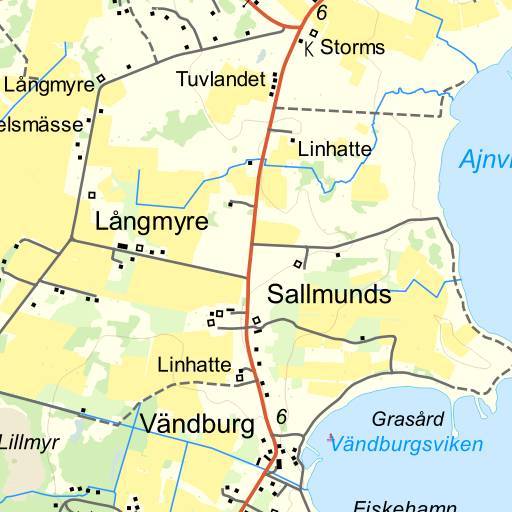 6
K Storms
Långmyre
Tuvlandet
elsmässe
Linhatte
Ajnvi
Långmyre
Sallmunds
Linhatte
Vändburg
6
Grasård
Lillmyr
Vändburgsviken
Fiskehamn